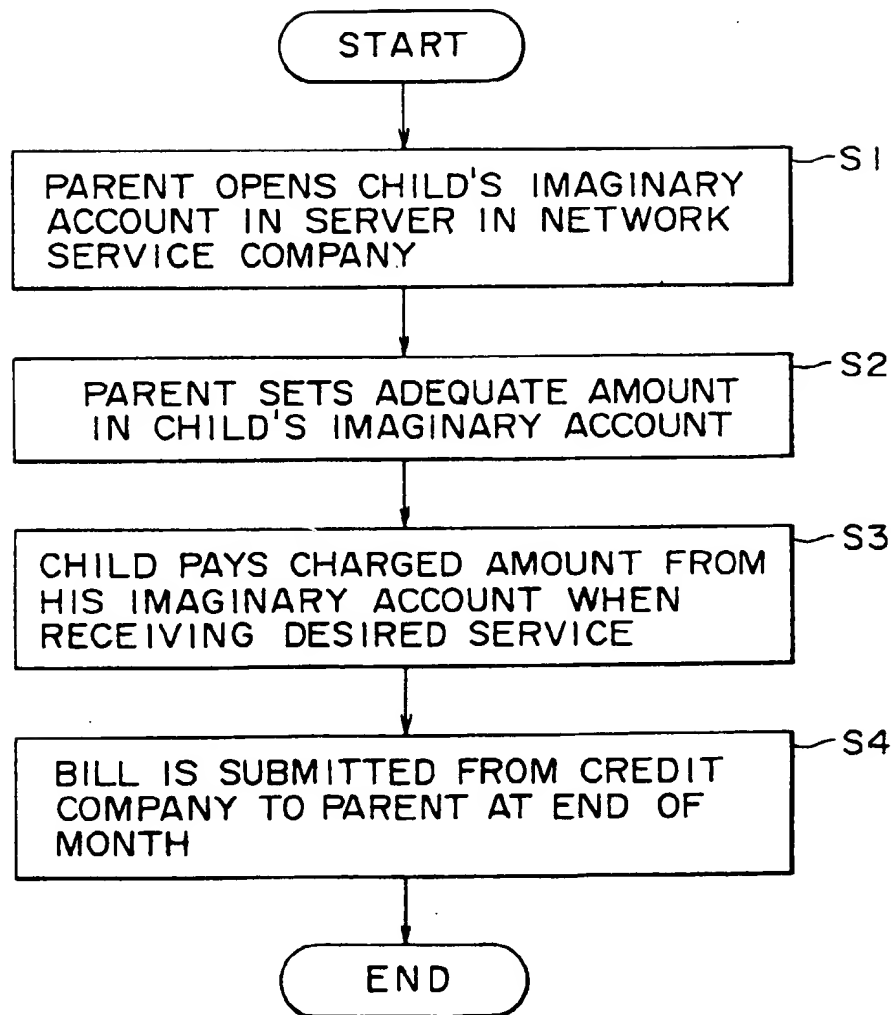 START
S1
PARENT OPENS CHILD'S IMAGINARY
ACCOUNT IN SERVER IN NETWORK
SERVICE COMPANY
S2
PARENT SETS ADEQUATE AMOUNT
IN CHILD'S IMAGINARY ACCOUNT
S3
CHILD PAYS CHARGED AMOUNT FROM
HIS IMAGINARY ACCOUNT WHEN
RECEIVING DESIRED SERVICE
S4
BILL IS SUBMITTED FROM CREDIT
COMPANY TO PARENT AT END OF
MONTH
END